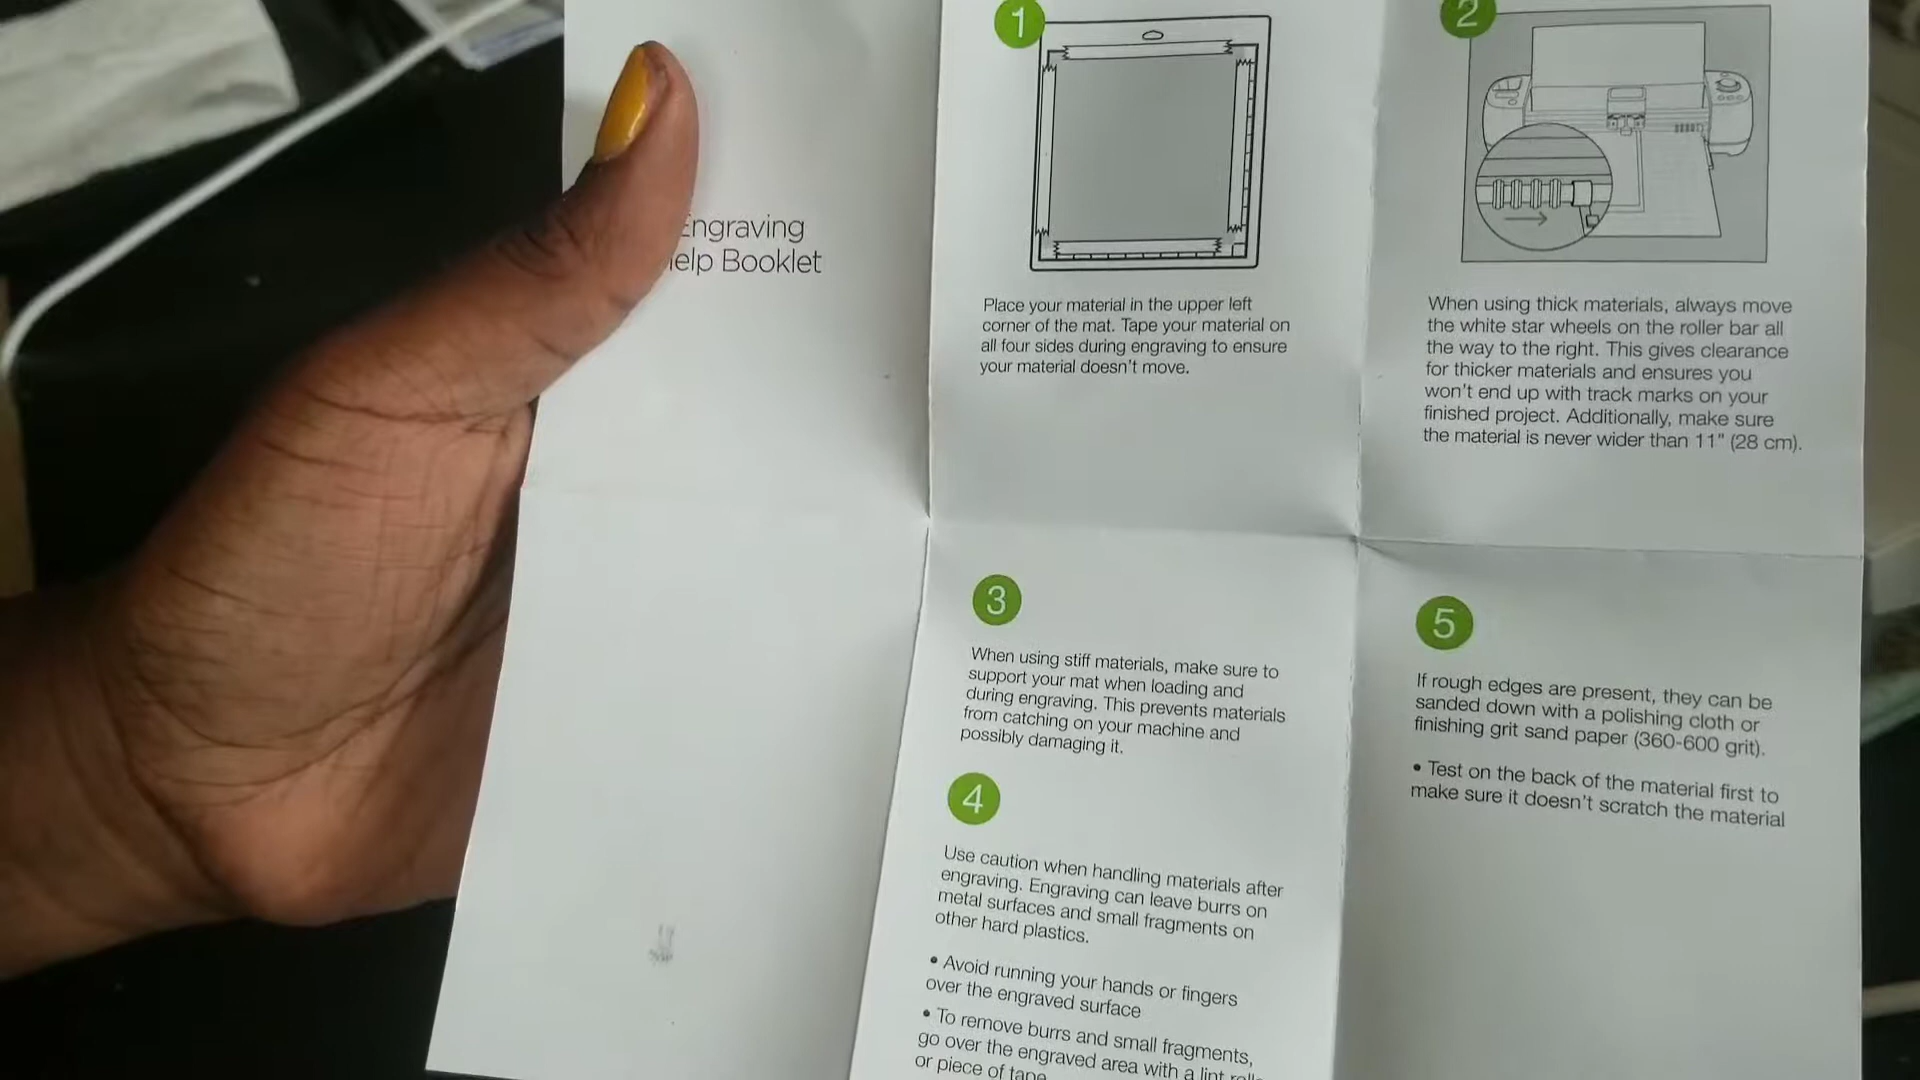 Engraving
Help Booklet
1
Place your material in the upper left
corner of the mat. Tape your material on
all four sides during engraving to ensure
your material doesn't move.
2
When using thick materials, always move
the white star wheels on the roller bar all
the way to the right. This gives clearance
for thicker materials and ensures you
won't end up with track marks on your
finished project. Additionally, make sure
the material is never wider than 11" (28 cm).
3
When using stiff materials, make sure to
support your mat when loading and
during engraving. This prevents materials
from catching on your machine and
possibly damaging it.
4
Use caution when handling materials after
engraving. Engraving can leave burrs on
metal surfaces and small fragments on
other hard plastics.
• Avoid running your hands or fingers
over the engraved surface
• To remove burrs and small fragments,
go over the engraved area with a lint
or piece of tape
5
If rough edges are present, they can be
sanded down with a polishing cloth or
finishing grit sand paper (360-600 grit).
• Test on the back of the material first to
make sure it doesn't scratch the material